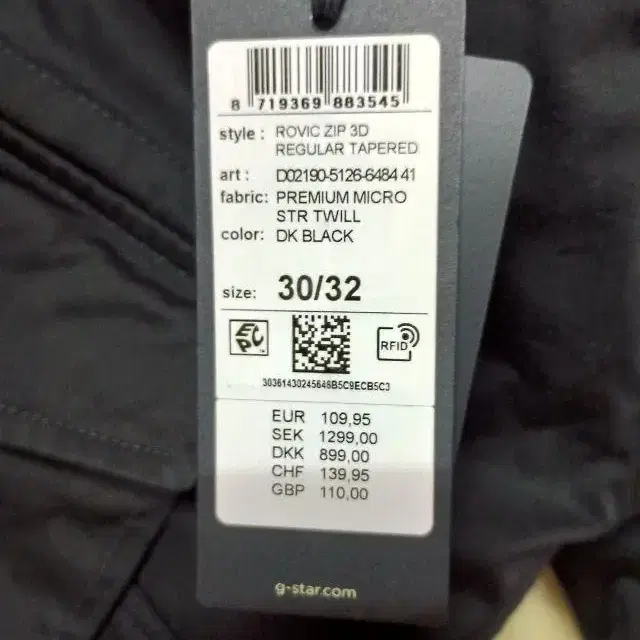 8 719369 883545
style : ROVIC ZIP 3D
REGULAR TAPERED
art : D02190-5126-6484 41
fabric: PREMIUM MICRO
STR TWILL
color: DK BLACK
size: 30/32
EPC
RFID
30361430245648B5C9ECB5C3
EUR 109,95
SEK 1299,00
DKK 899,00
CHF 139,95
GBP 110,00
g-star.com